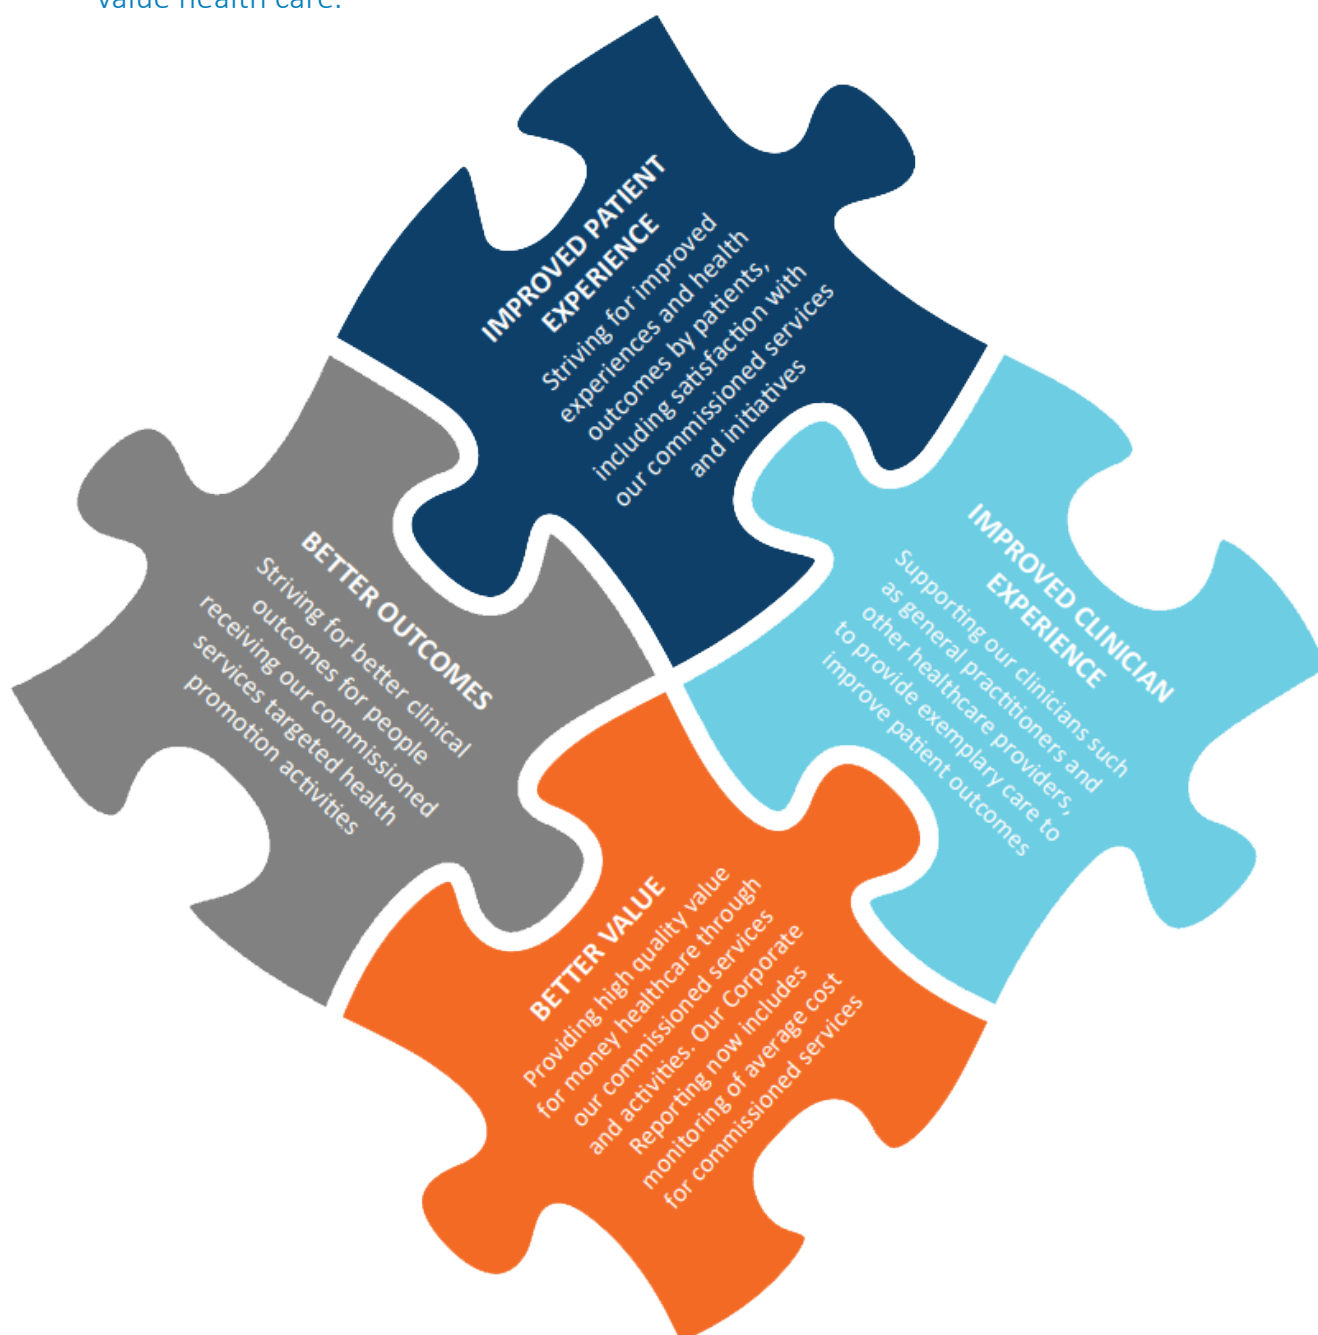 value health care.
IMPROVED PATIENT
EXPERIENCE
Striving for improved
experiences and health
outcomes by patients,
including satisfaction with
our commissioned services
and initiatives
BETTER OUTCOMES
Striving for better clinical
outcomes for people
receiving our commissioned
services targeted health
promotion activities
IMPROVED CLINICIAN
EXPERIENCE
Supporting our clinicians such
as general practitioners and
other healthcare providers,
to provide exemplary care to
improve patient outcomes
BETTER VALUE
Providing high quality value
for money healthcare through
our commissioned services
and activities. Our Corporate
Reporting now includes
monitoring of average cost
for commissioned services